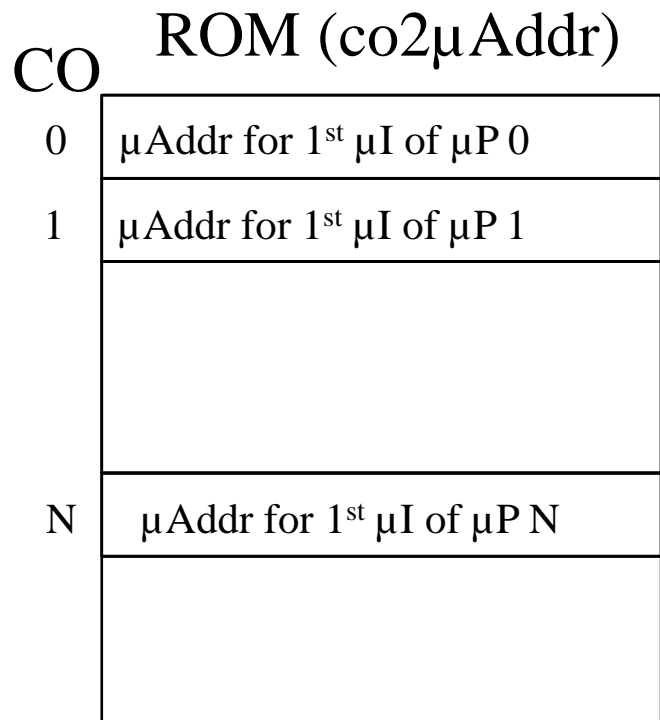 ROM (co2µAddr)
CO
0 µAddr for 1st µI of µP 0
1 µAddr for 1st µI of µP 1
N µAddr for 1st µI of µP N